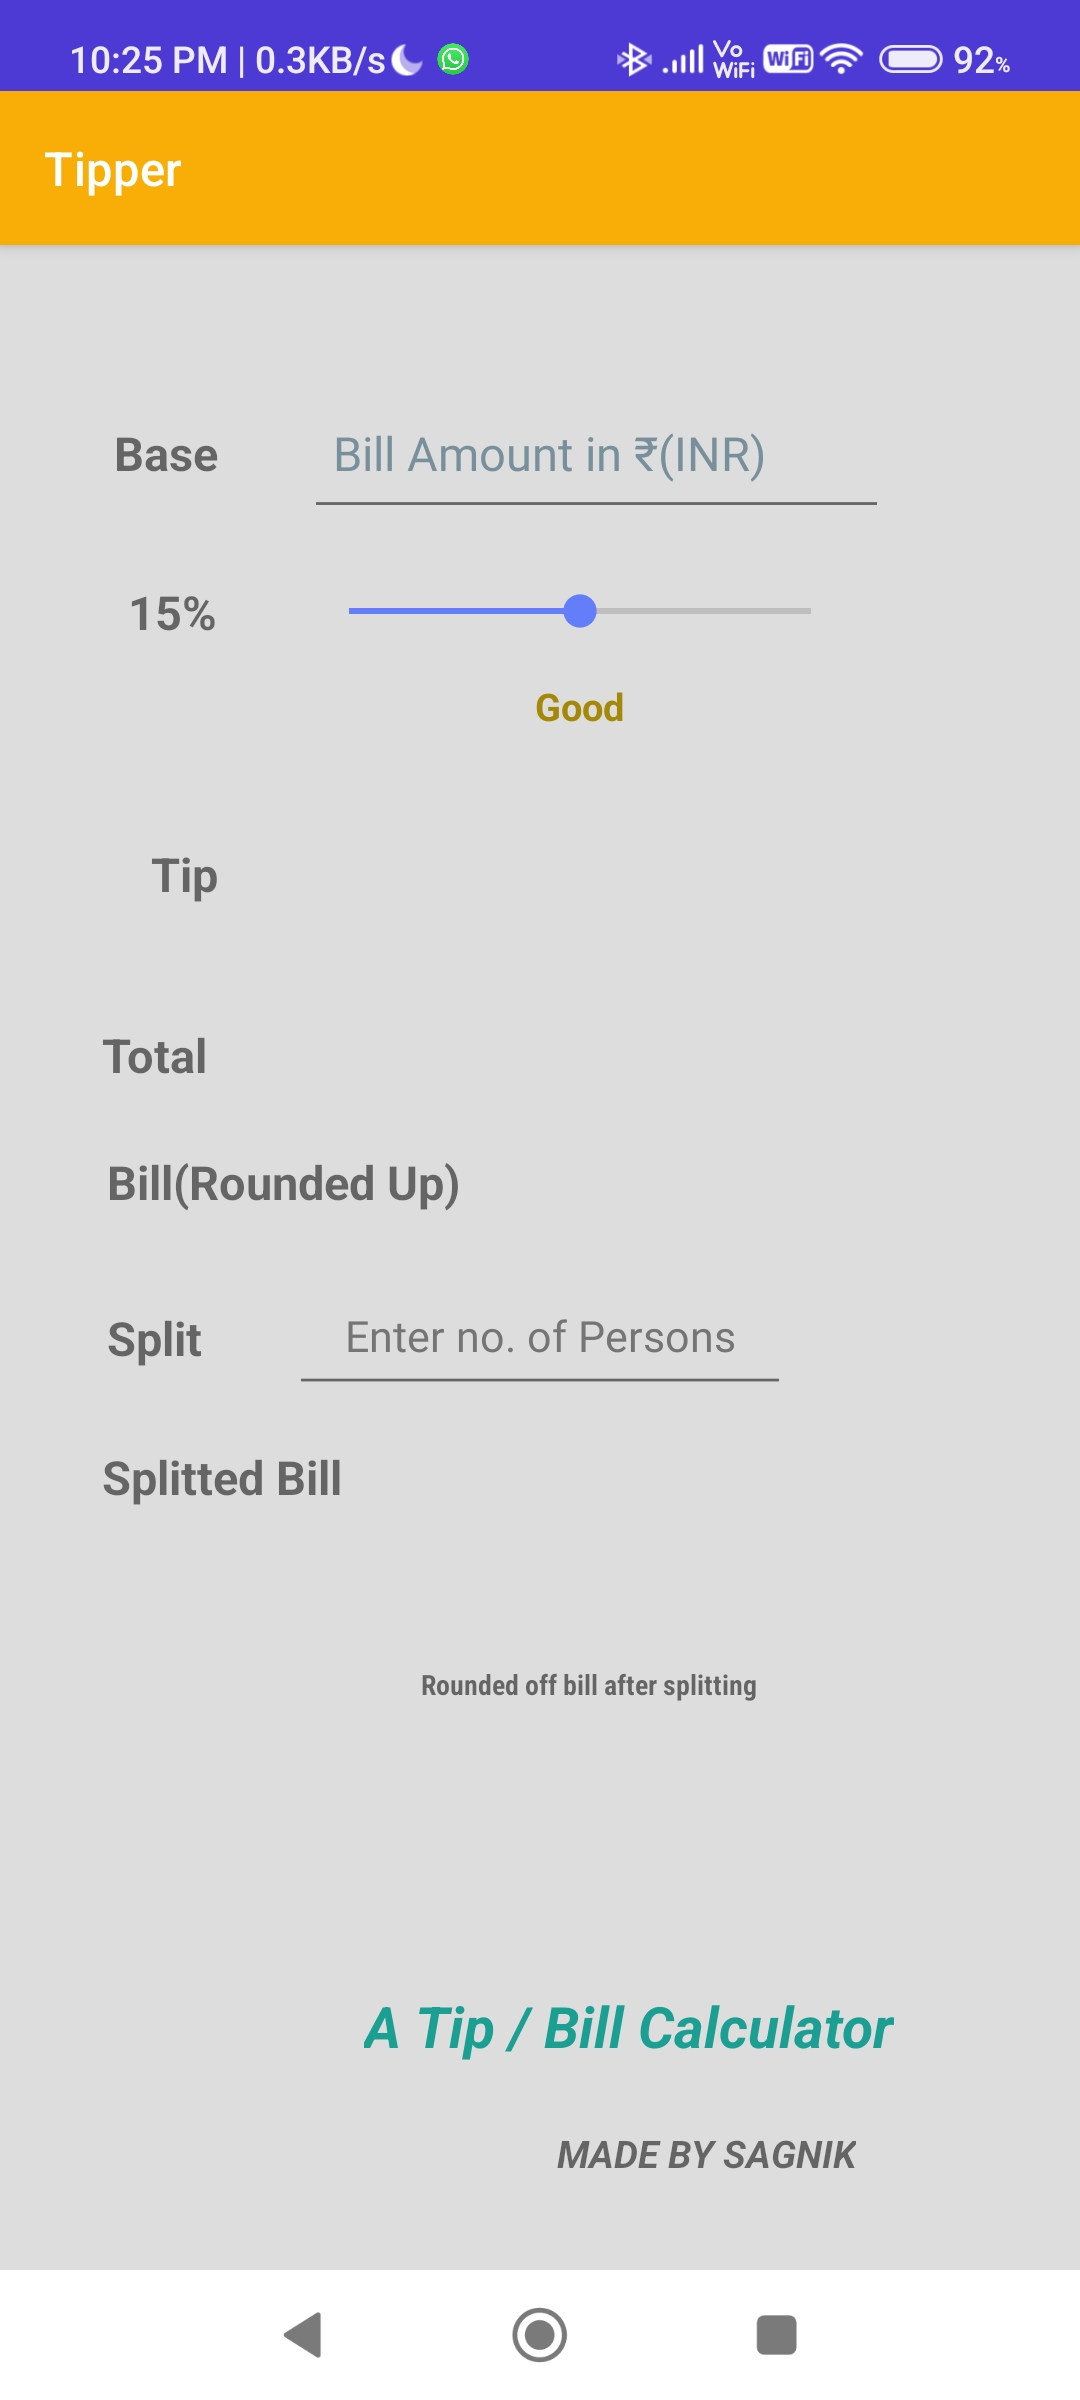 10:25 PM | 0.3KB/s Vo WiFi WiFi 92%
Tipper
Base Bill Amount in ₹(INR)
15%
Good
Tip
Total
Bill(Rounded Up)
Split Enter no. of Persons
Splitted Bill
Rounded off bill after splitting
A Tip / Bill Calculator
MADE BY SAGNIK